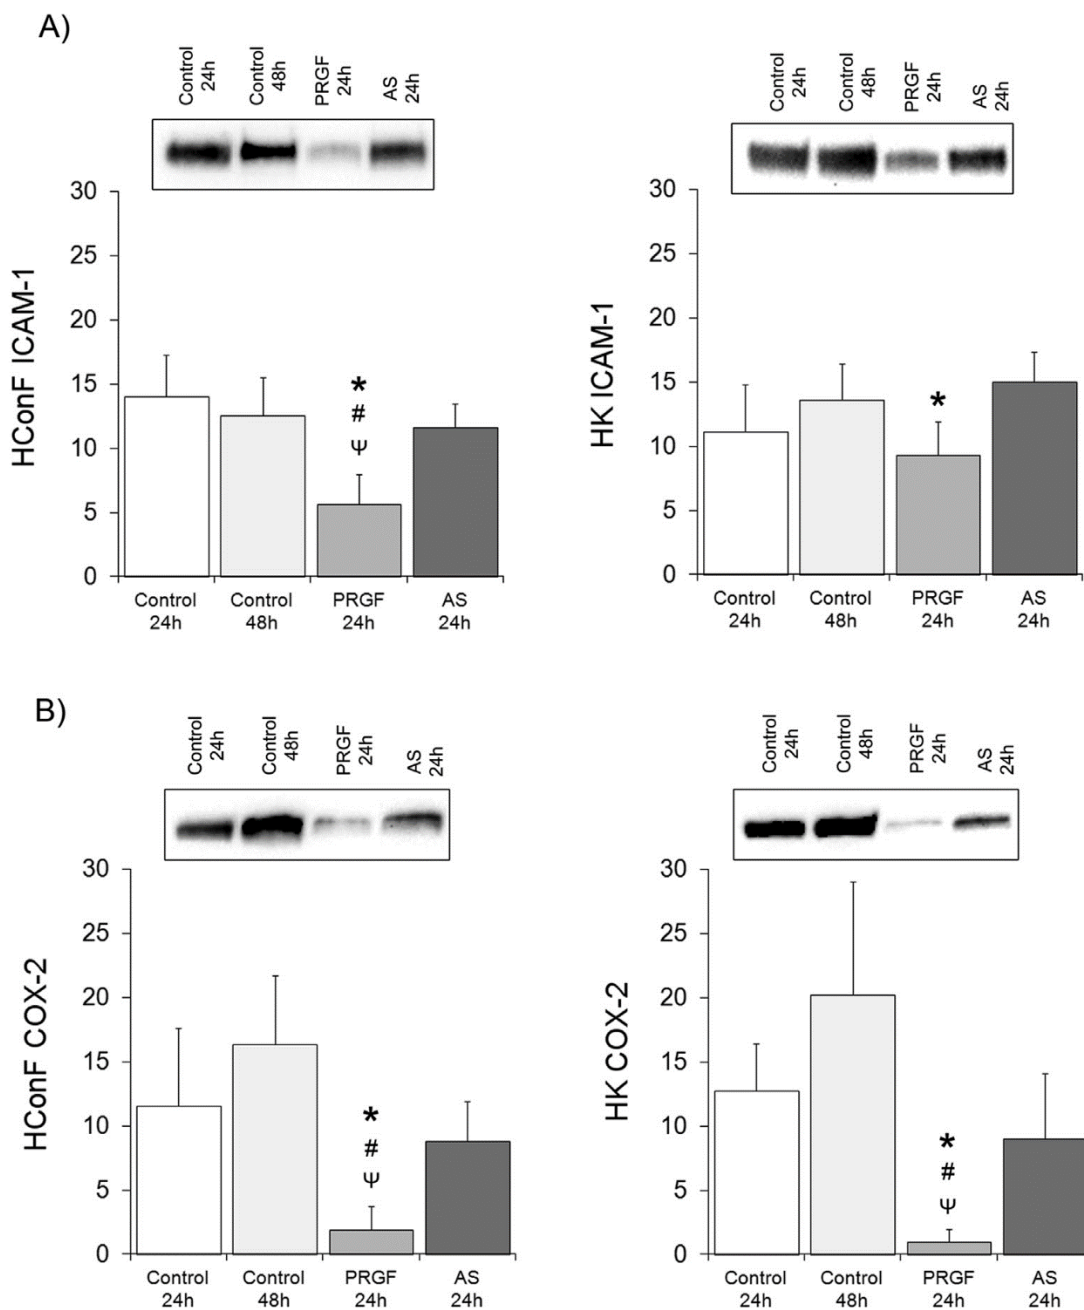 A)
Control 24h
Control 48h
PRGF 24h
AS 24h
HConF ICAM-1
30
25
20
15
10
5
0
*
#
Ψ
Control 24h
Control 48h
PRGF 24h
AS 24h
Control 24h
Control 48h
PRGF 24h
AS 24h
HK ICAM-1
30
25
20
15
10
5
0
*
Control 24h
Control 48h
PRGF 24h
AS 24h
B)
Control 24h
Control 48h
PRGF 24h
AS 24h
HConF COX-2
30
25
20
15
10
5
0
*
#
Ψ
Control 24h
Control 48h
PRGF 24h
AS 24h
Control 24h
Control 48h
PRGF 24h
AS 24h
HK COX-2
30
25
20
15
10
5
0
*
#
Ψ
Control 24h
Control 48h
PRGF 24h
AS 24h